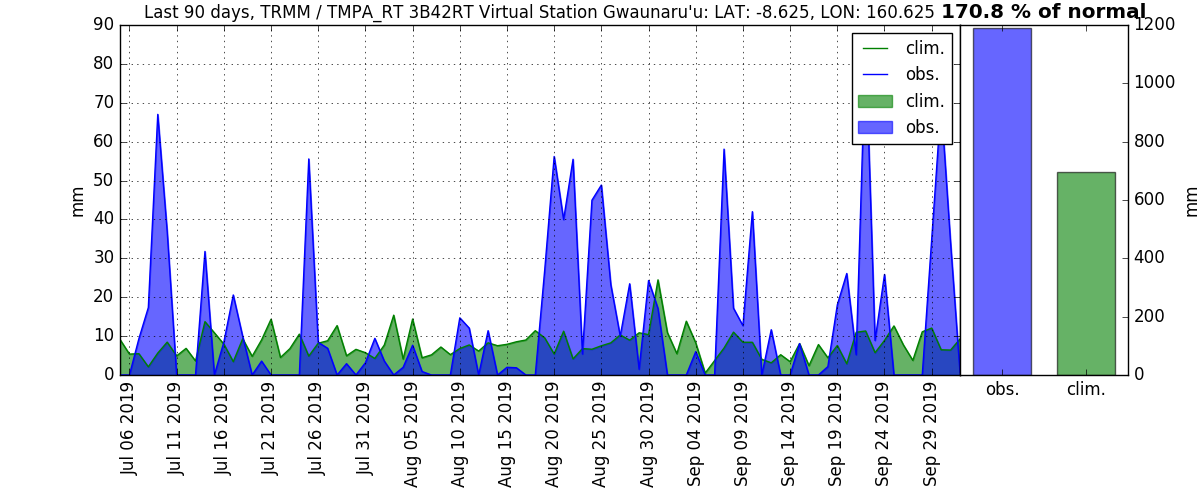 Last 90 days, TRMM / TMPA_RT 3B42RT Virtual Station Gwaunaru'u: LAT: -8.625, LON: 160.625 170.8 % of normal
90
80
70
60
50
40
30
20
10
0
mm
clim.
obs.
clim.
obs.
1200
1000
800
600
400
200
0
mm
Jul 06 2019
Jul 11 2019
Jul 16 2019
Jul 21 2019
Jul 26 2019
Jul 31 2019
Aug 05 2019
Aug 10 2019
Aug 15 2019
Aug 20 2019
Aug 25 2019
Aug 30 2019
Sep 04 2019
Sep 09 2019
Sep 14 2019
Sep 19 2019
Sep 24 2019
Sep 29 2019
obs.
clim.